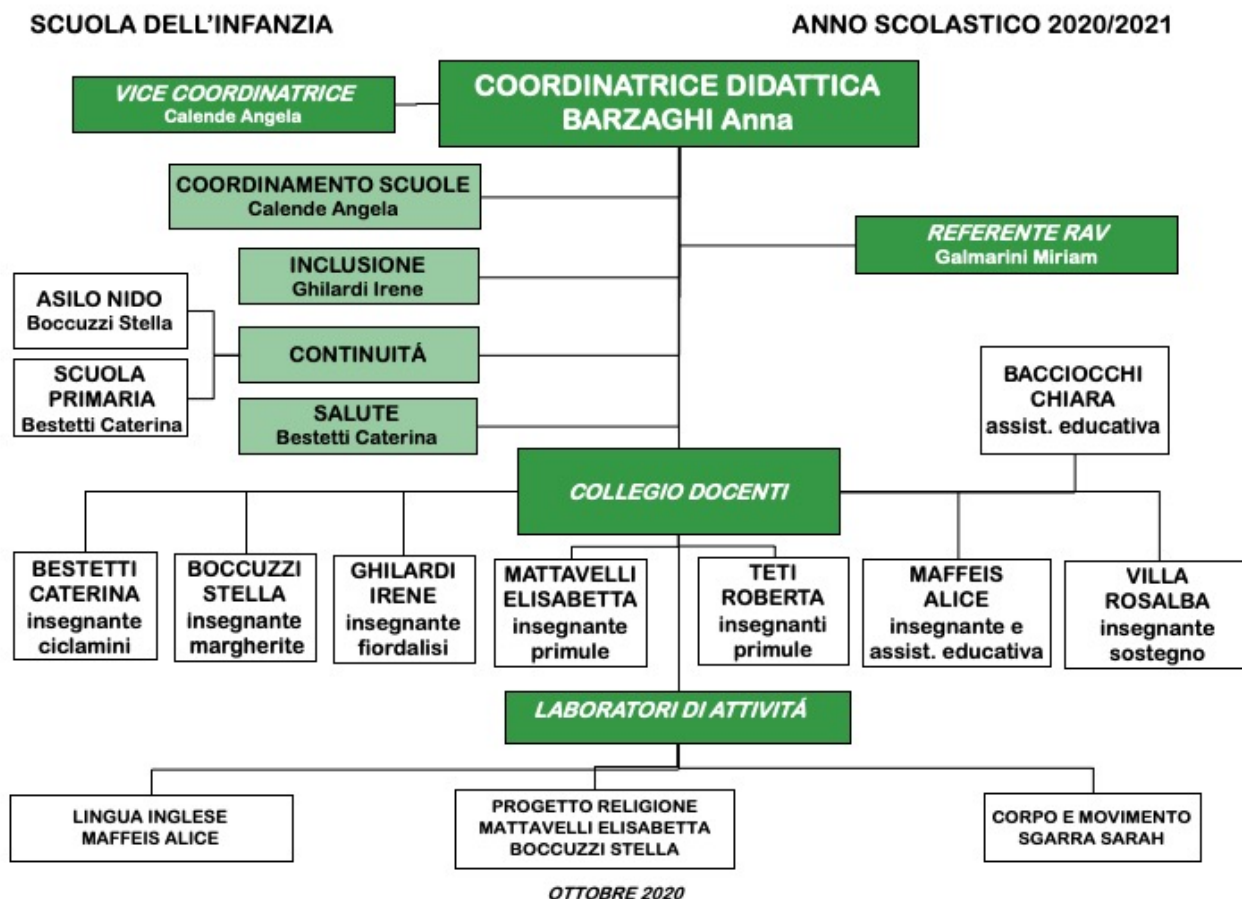 SCUOLA DELL'INFANZIA
ANNO SCOLASTICO 2020/2021
VICE COORDINATRICE
Calende Angela
COORDINATRICE DIDATTICA
BARZAGHI Anna
COORDINAMENTO SCUOLE
Calende Angela
REFERENTE RAV
Galmarini Miriam
INCLUSIONE
Ghilardi Irene
ASILO NIDO
Boccuzzi Stella
CONTINUITÁ
SCUOLA
PRIMARIA
Bestetti Caterina
SALUTE
Bestetti Caterina
BACCIOCCHI
CHIARA
assist. educativa
COLLEGIO DOCENTI
BESTETTI
CATERINA
insegnante
ciclamini
BOCCUZZI
STELLA
insegnante
margherite
GHILARDI
IRENE
insegnante
fiordalisi
MATTAVELLI
ELISABETTA
insegnante
primule
TETI
ROBERTA
insegnanti
primule
MAFFEIS
ALICE
insegnante e
assist. educativa
VILLA
ROSALBA
insegnante
sostegno
LABORATORI DI ATTIVITÁ
LINGUA INGLESE
MAFFEIS ALICE
PROGETTO RELIGIONE
MATTAVELLI ELISABETTA
BOCCUZZI STELLA
CORPO E MOVIMENTO
SGARRA SARAH
OTTOBRE 2020